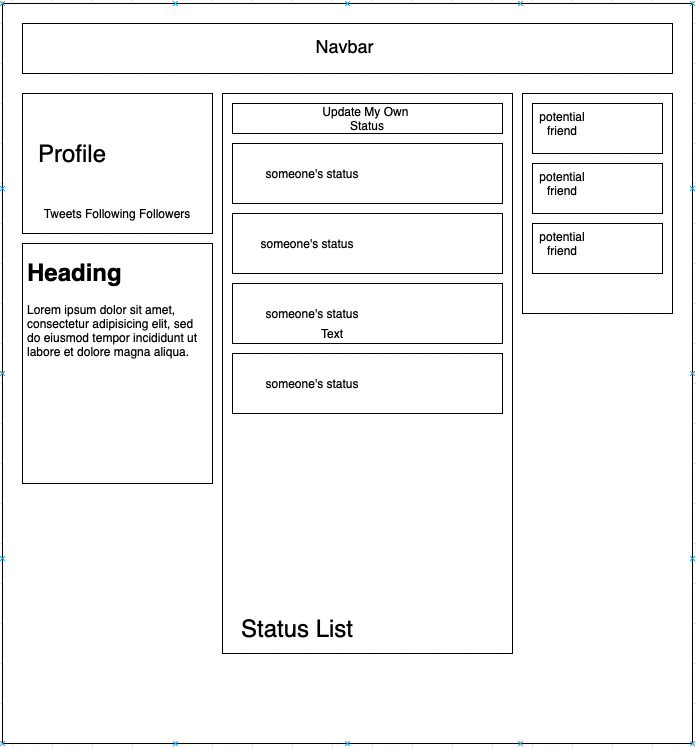 Navbar
Profile
Tweets Following Followers
Heading
Lorem ipsum dolor sit amet,
consectetur adipisicing elit, sed
do eiusmod tempor incididunt ut
labore et dolore magna aliqua.
Update My Own
Status
someone's status
someone's status
someone's status
Text
someone's status
Status List
potential
friend
potential
friend
potential
friend